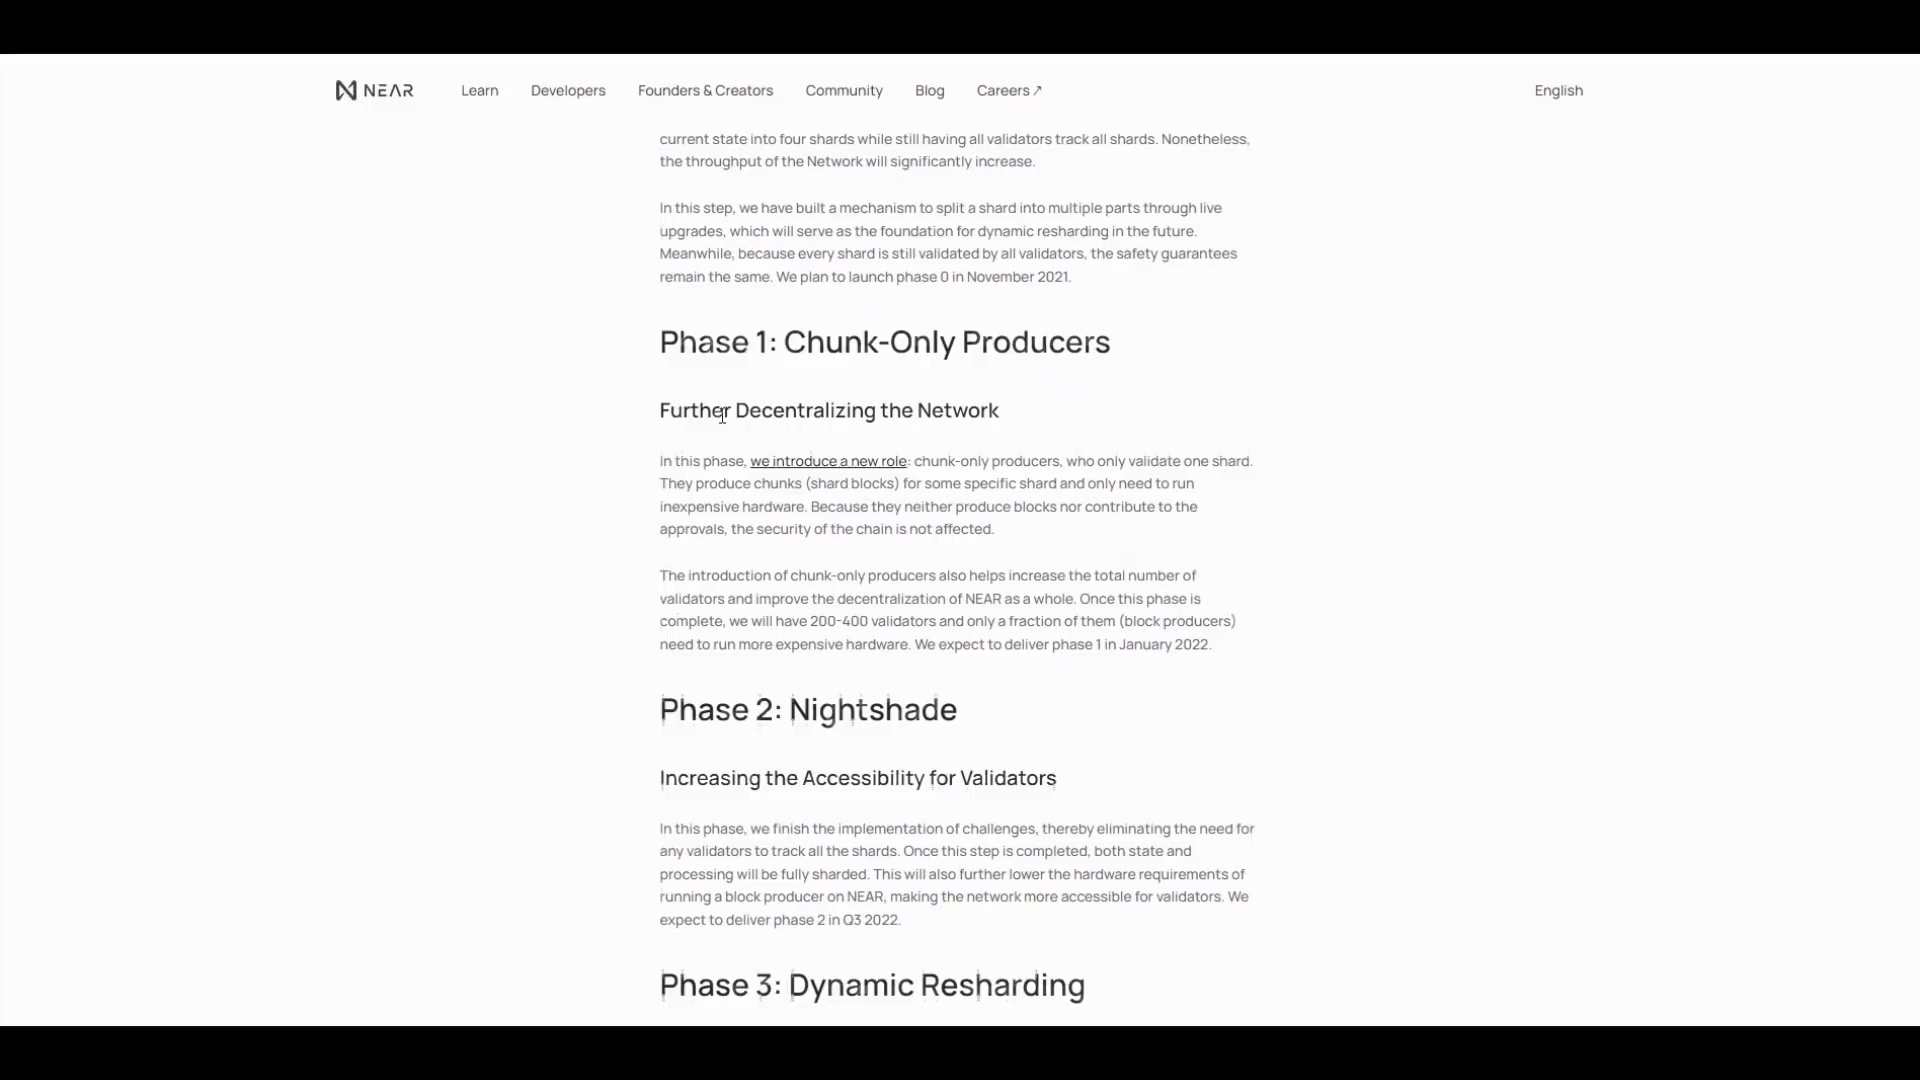 NEAR Learn Developers Founders & Creators Community Blog Careers ↗ English
current state into four shards while still having all validators track all shards. Nonetheless,
the throughput of the Network will significantly increase.
In this step, we have built a mechanism to split a shard into multiple parts through live
upgrades, which will serve as the foundation for dynamic resharding in the future.
Meanwhile, because every shard is still validated by all validators, the safety guarantees
remain the same. We plan to launch phase 0 in November 2021.
Phase 1: Chunk-Only Producers
Further Decentralizing the Network
In this phase, we introduce a new role: chunk-only producers, who only validate one shard.
They produce chunks (shard blocks) for some specific shard and only need to run
inexpensive hardware. Because they neither produce blocks nor contribute to the
approvals, the security of the chain is not affected.
The introduction of chunk-only producers also helps increase the total number of
validators and improve the decentralization of NEAR as a whole. Once this phase is
complete, we will have 200-400 validators and only a fraction of them (block producers)
need to run more expensive hardware. We expect to deliver phase 1 in January 2022.
Phase 2: Nightshade
Increasing the Accessibility for Validators
In this phase, we finish the implementation of challenges, thereby eliminating the need for
any validators to track all the shards. Once this step is completed, both state and
processing will be fully sharded. This will also further lower the hardware requirements of
running a block producer on NEAR, making the network more accessible for validators. We
expect to deliver phase 2 in Q3 2022.
Phase 3: Dynamic Resharding